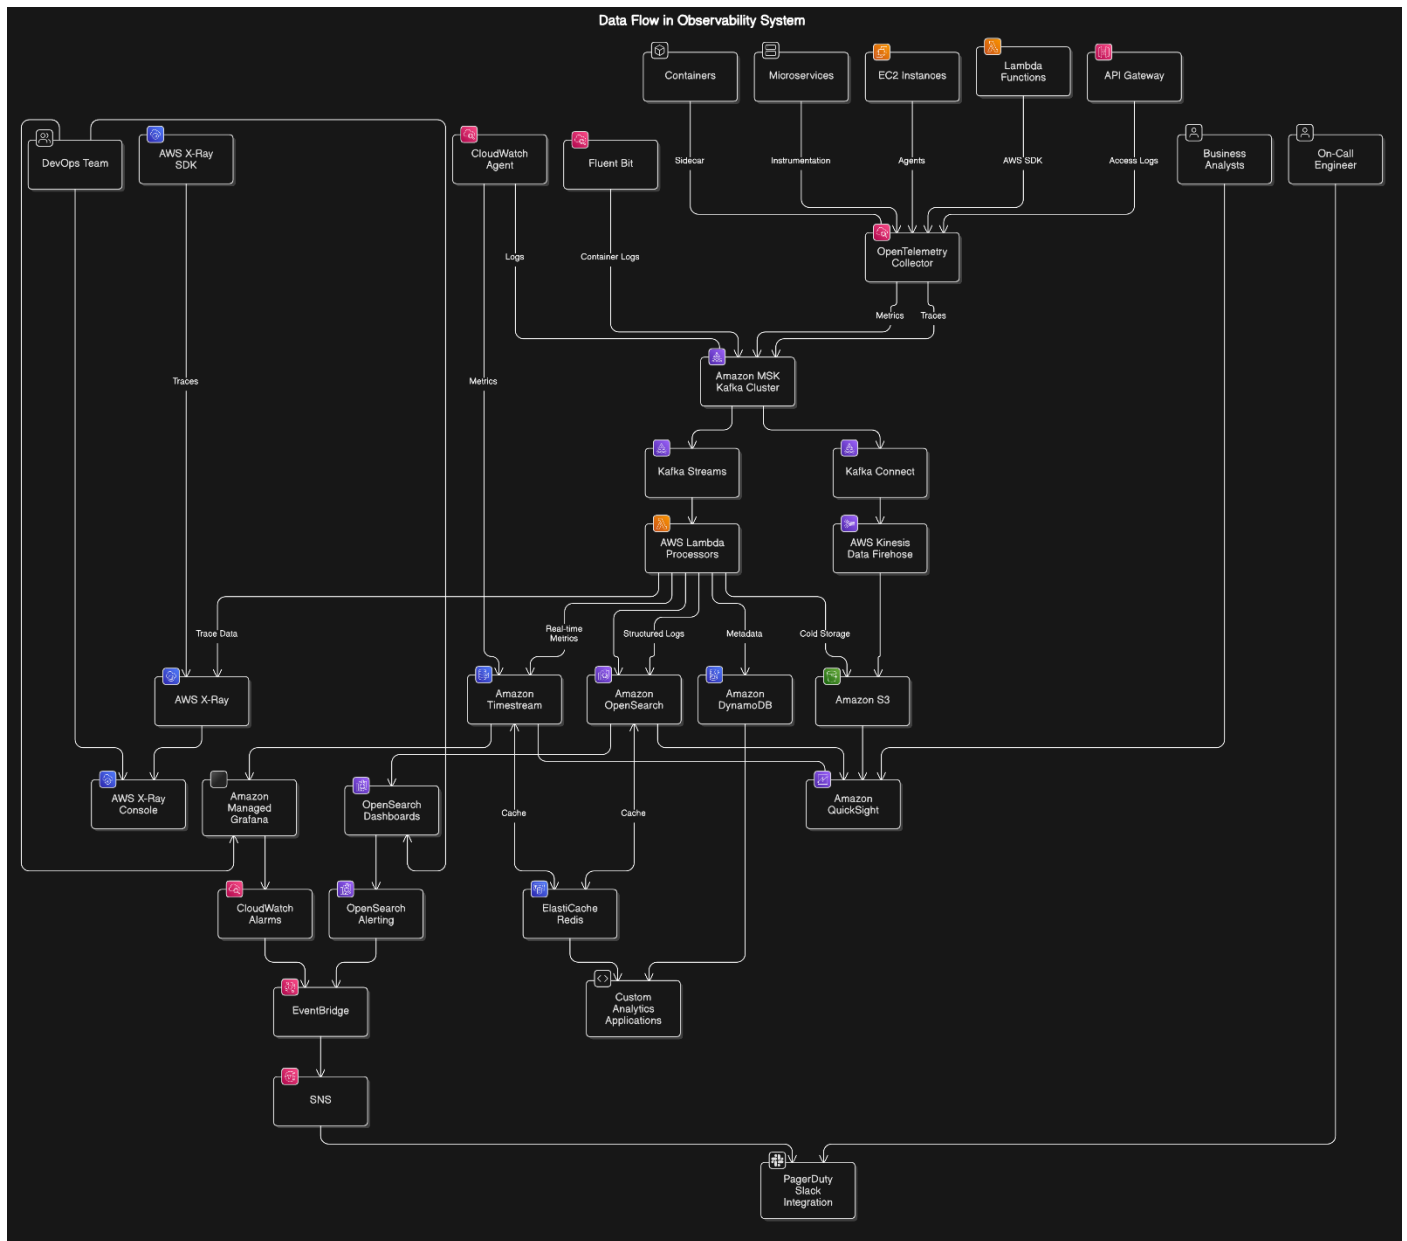 Data Flow in Observability System
Containers
Microservices
EC2 Instances
Lambda
Functions
API Gateway
DevOps Team
AWS X-Ray
SDK
CloudWatch
Agent
Fluent Bit
Business
Analysts
On-Call
Engineer
Sidecar
Instrumentation
Agents
AWS SDK
Access Logs
Logs
Container Logs
OpenTelemetry
Collector
Metrics
Traces
Traces
Metrics
Amazon MSK
Kafka Cluster
Kafka Streams
Kafka Connect
AWS Lambda
Processors
AWS Kinesis
Data Firehose
Trace Data
Real-time
Metrics
Structured Logs
Metadata
Cold Storage
AWS X-Ray
Amazon
Timestream
Amazon
OpenSearch
Amazon
DynamoDB
Amazon S3
AWS X-Ray
Console
Amazon
Managed
Grafana
OpenSearch
Dashboards
Cache
Cache
Amazon
QuickSight
CloudWatch
Alarms
OpenSearch
Alerting
ElastiCache
Redis
EventBridge
Custom
Analytics
Applications
SNS
PagerDuty
Slack
Integration